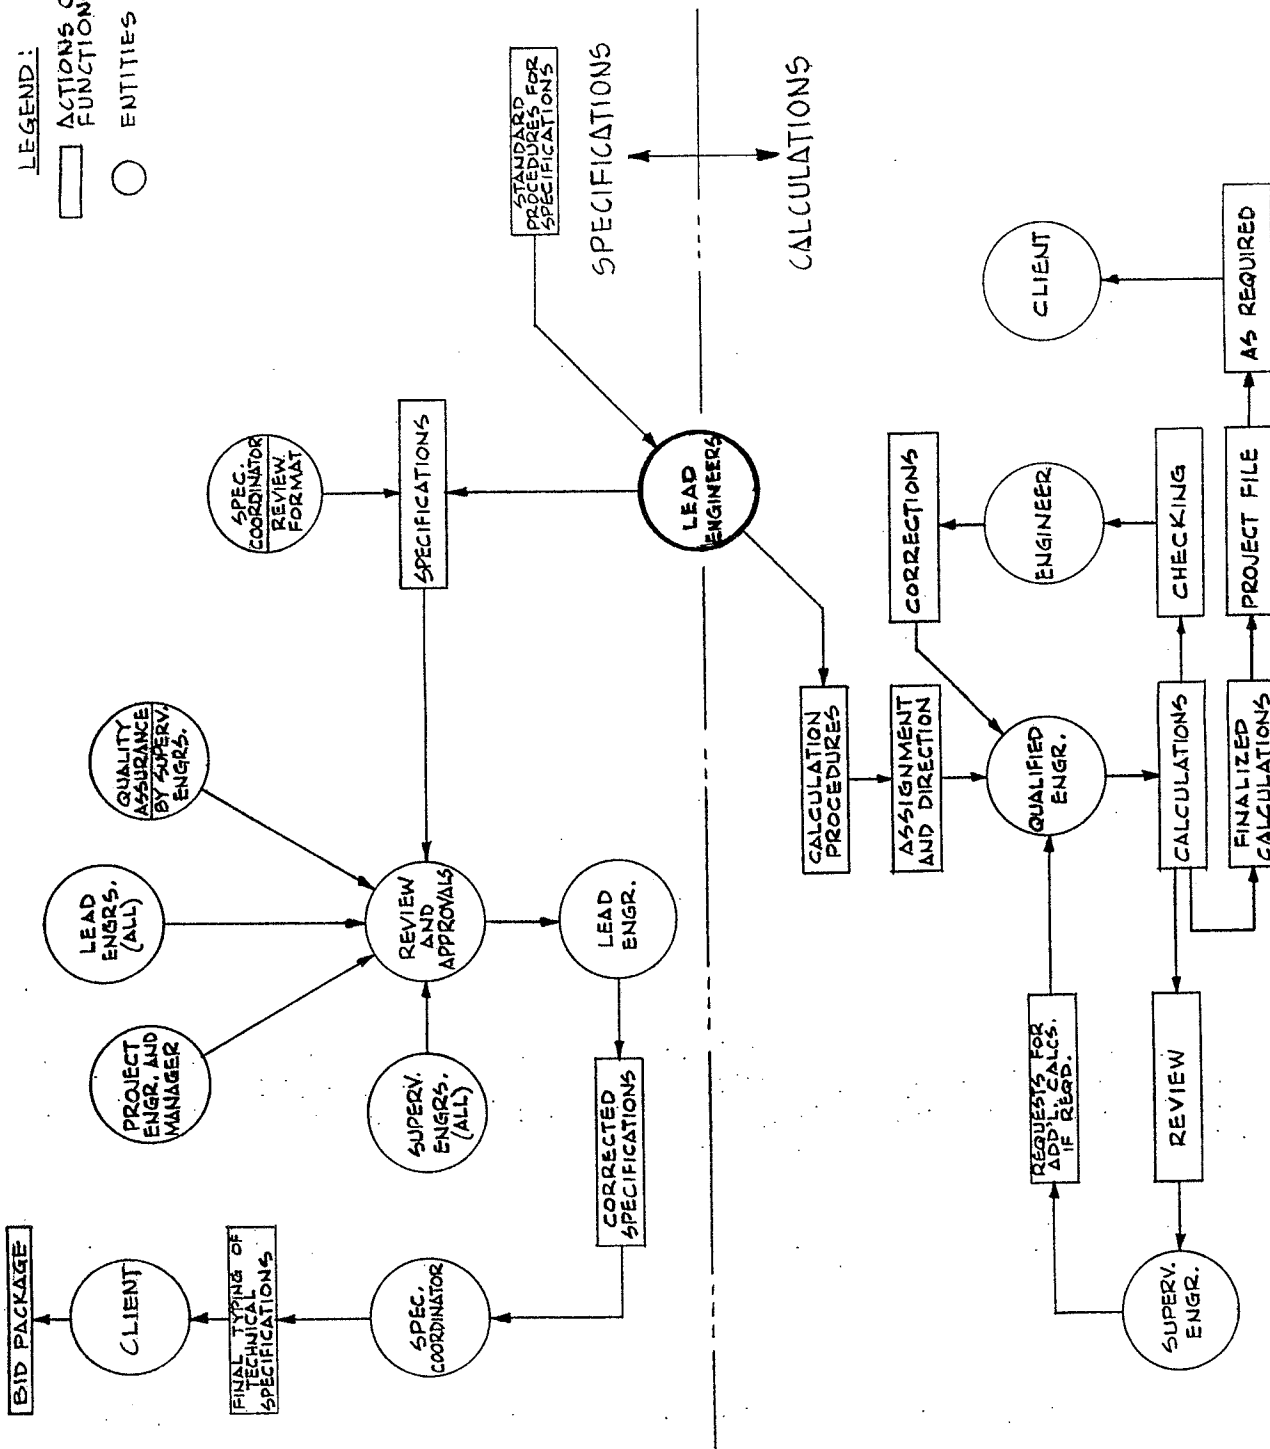 LEGEND:
ACTIONS
FUNCTION
ENTITIES
STANDARD
PROCEDURES FOR
SPECIFICATIONS
SPECIFICATIONS
CALCULATIONS
SPEC.
COORDINATOR
REVIEW
FORMAT
SPECIFICATIONS
LEAD
ENGINEERS
QUALITY
ASSURANCE
BY SUPERV.
ENGRS.
LEAD
ENGRS.
(ALL)
PROJECT
ENGR. AND
MANAGER
REVIEW
AND
APPROVALS
SUPERV.
ENGRS.
(ALL)
LEAD
ENGR.
CORRECTED
SPECIFICATIONS
SPEC.
COORDINATOR
FINAL TYPING OF
TECHNICAL
SPECIFICATIONS
CLIENT
BID PACKAGE
CALCULATION
PROCEDURES
ASSIGNMENT
AND DIRECTION
QUALIFIED
ENGR.
CORRECTIONS
ENGINEER
CHECKING
CALCULATIONS
FINALIZED
CALCULATIONS
PROJECT FILE
AS REQUIRED
CLIENT
REVIEW
SUPERV.
ENGR.
REQUESTS FOR
ADD'L. CALCS.
IF REQD.